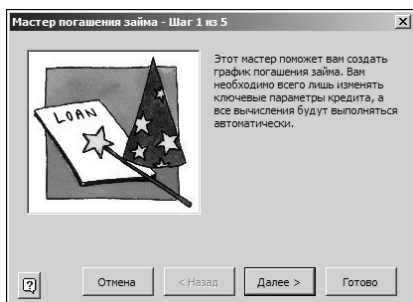 Мастер погашения займа - Шаг 1 из 5
LOAN
Этот мастер поможет вам создать
график погашения займа. Вам
необходимо всего лишь изменять
ключевые параметры кредита, а
все вычисления будут выполняться
автоматически.
Отмена
< Назад
Далее >
Готово